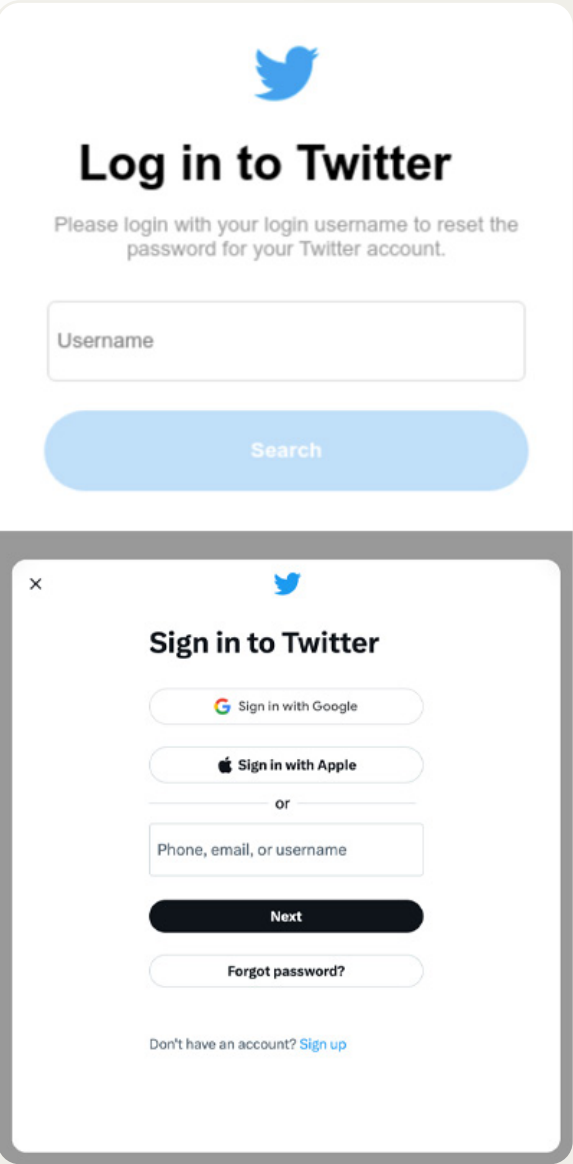 Log in to Twitter
Please login with your login username to reset the
password for your Twitter account.
Username
Search
Sign in to Twitter
Sign in with Google
Sign in with Apple
or
Phone, email, or username
Next
Forgot password?
Don't have an account? Sign up